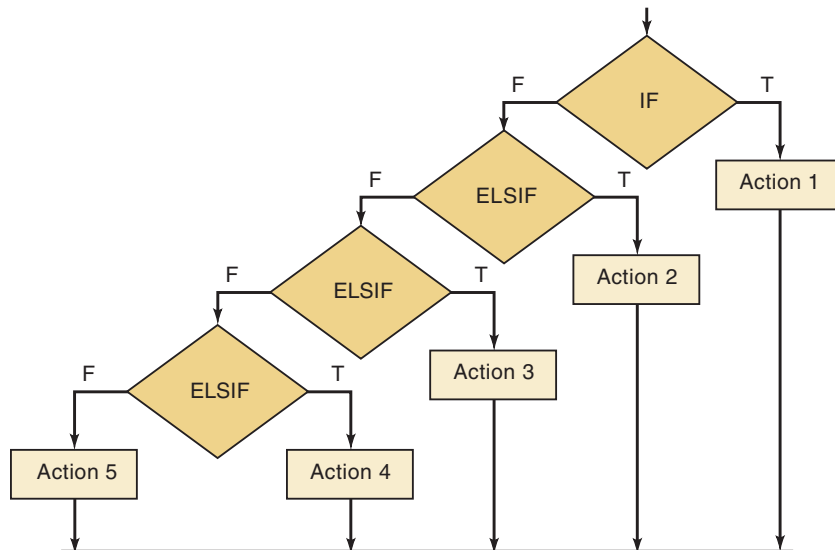 F
T
IF
F
T
Action 1
ELSIF
F
T
Action 2
ELSIF
F
T
Action 3
ELSIF
Action 5
Action 4